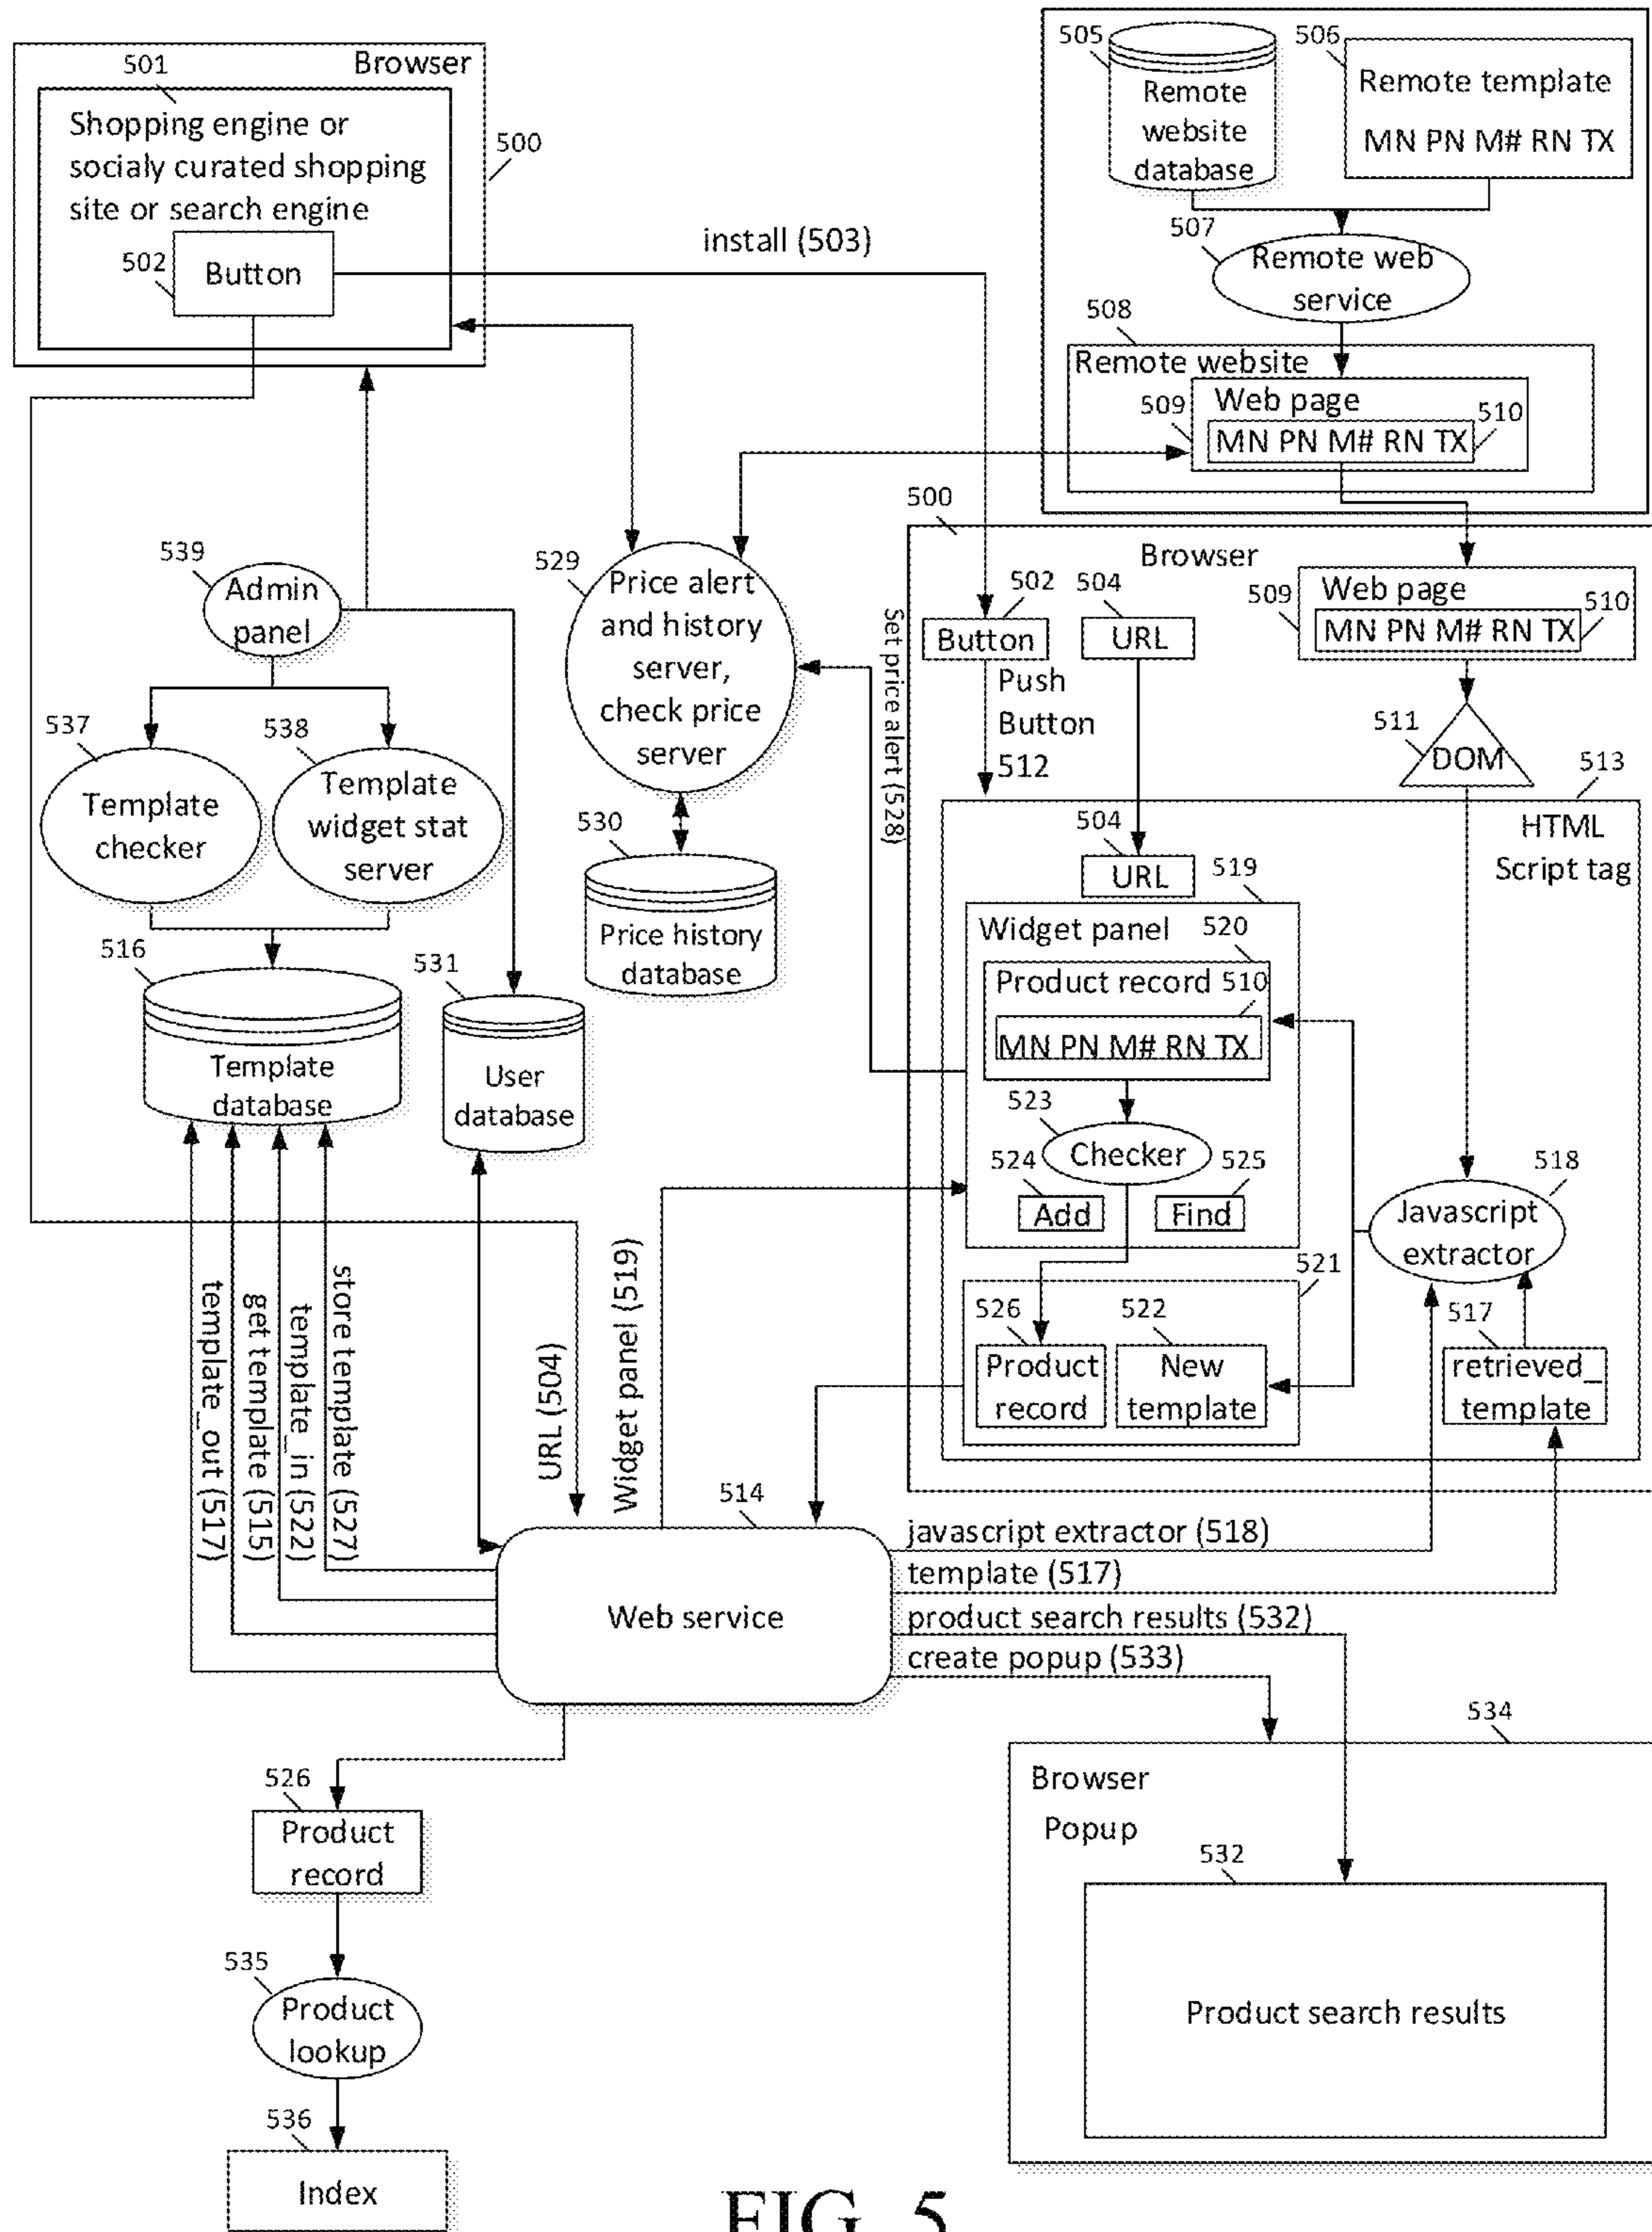 501
Browser
Shopping engine or
socialy curated shopping
site or search engine
500
502
Button
install (503)
505
Remote
website
database
506
Remote template
MN PN M# RN TX
507
Remote web
service
508
Remote website
509
Web page
510
MN PN M# RN TX
539
Admin
panel
537
Template
checker
538
Template
widget stat
server
529
Price alert
and history
server,
check price
server
530
Price history
database
516
Template
database
531
User
database
Set price alert (528)
500
Browser
502
Button
Push
Button
512
504
URL
509
Web page
510
MN PN M# RN TX
511
DOM
513
HTML
Script tag
504
URL
519
Widget panel
520
Product record
510
MN PN M# RN TX
523
Checker
524
Add
525
Find
518
Javascript
extractor
521
526
Product
record
522
New
template
517
retrieved_
template
template_out (517)
get template (515)
template_in (522)
store template (527)
URL (504)
Widget panel (519)
514
Web service
javascript extractor (518)
template (517)
product search results (532)
create popup (533)
526
Product
record
535
Product
lookup
536
Index
534
Browser
Popup
532
Product search results
FIG. 5